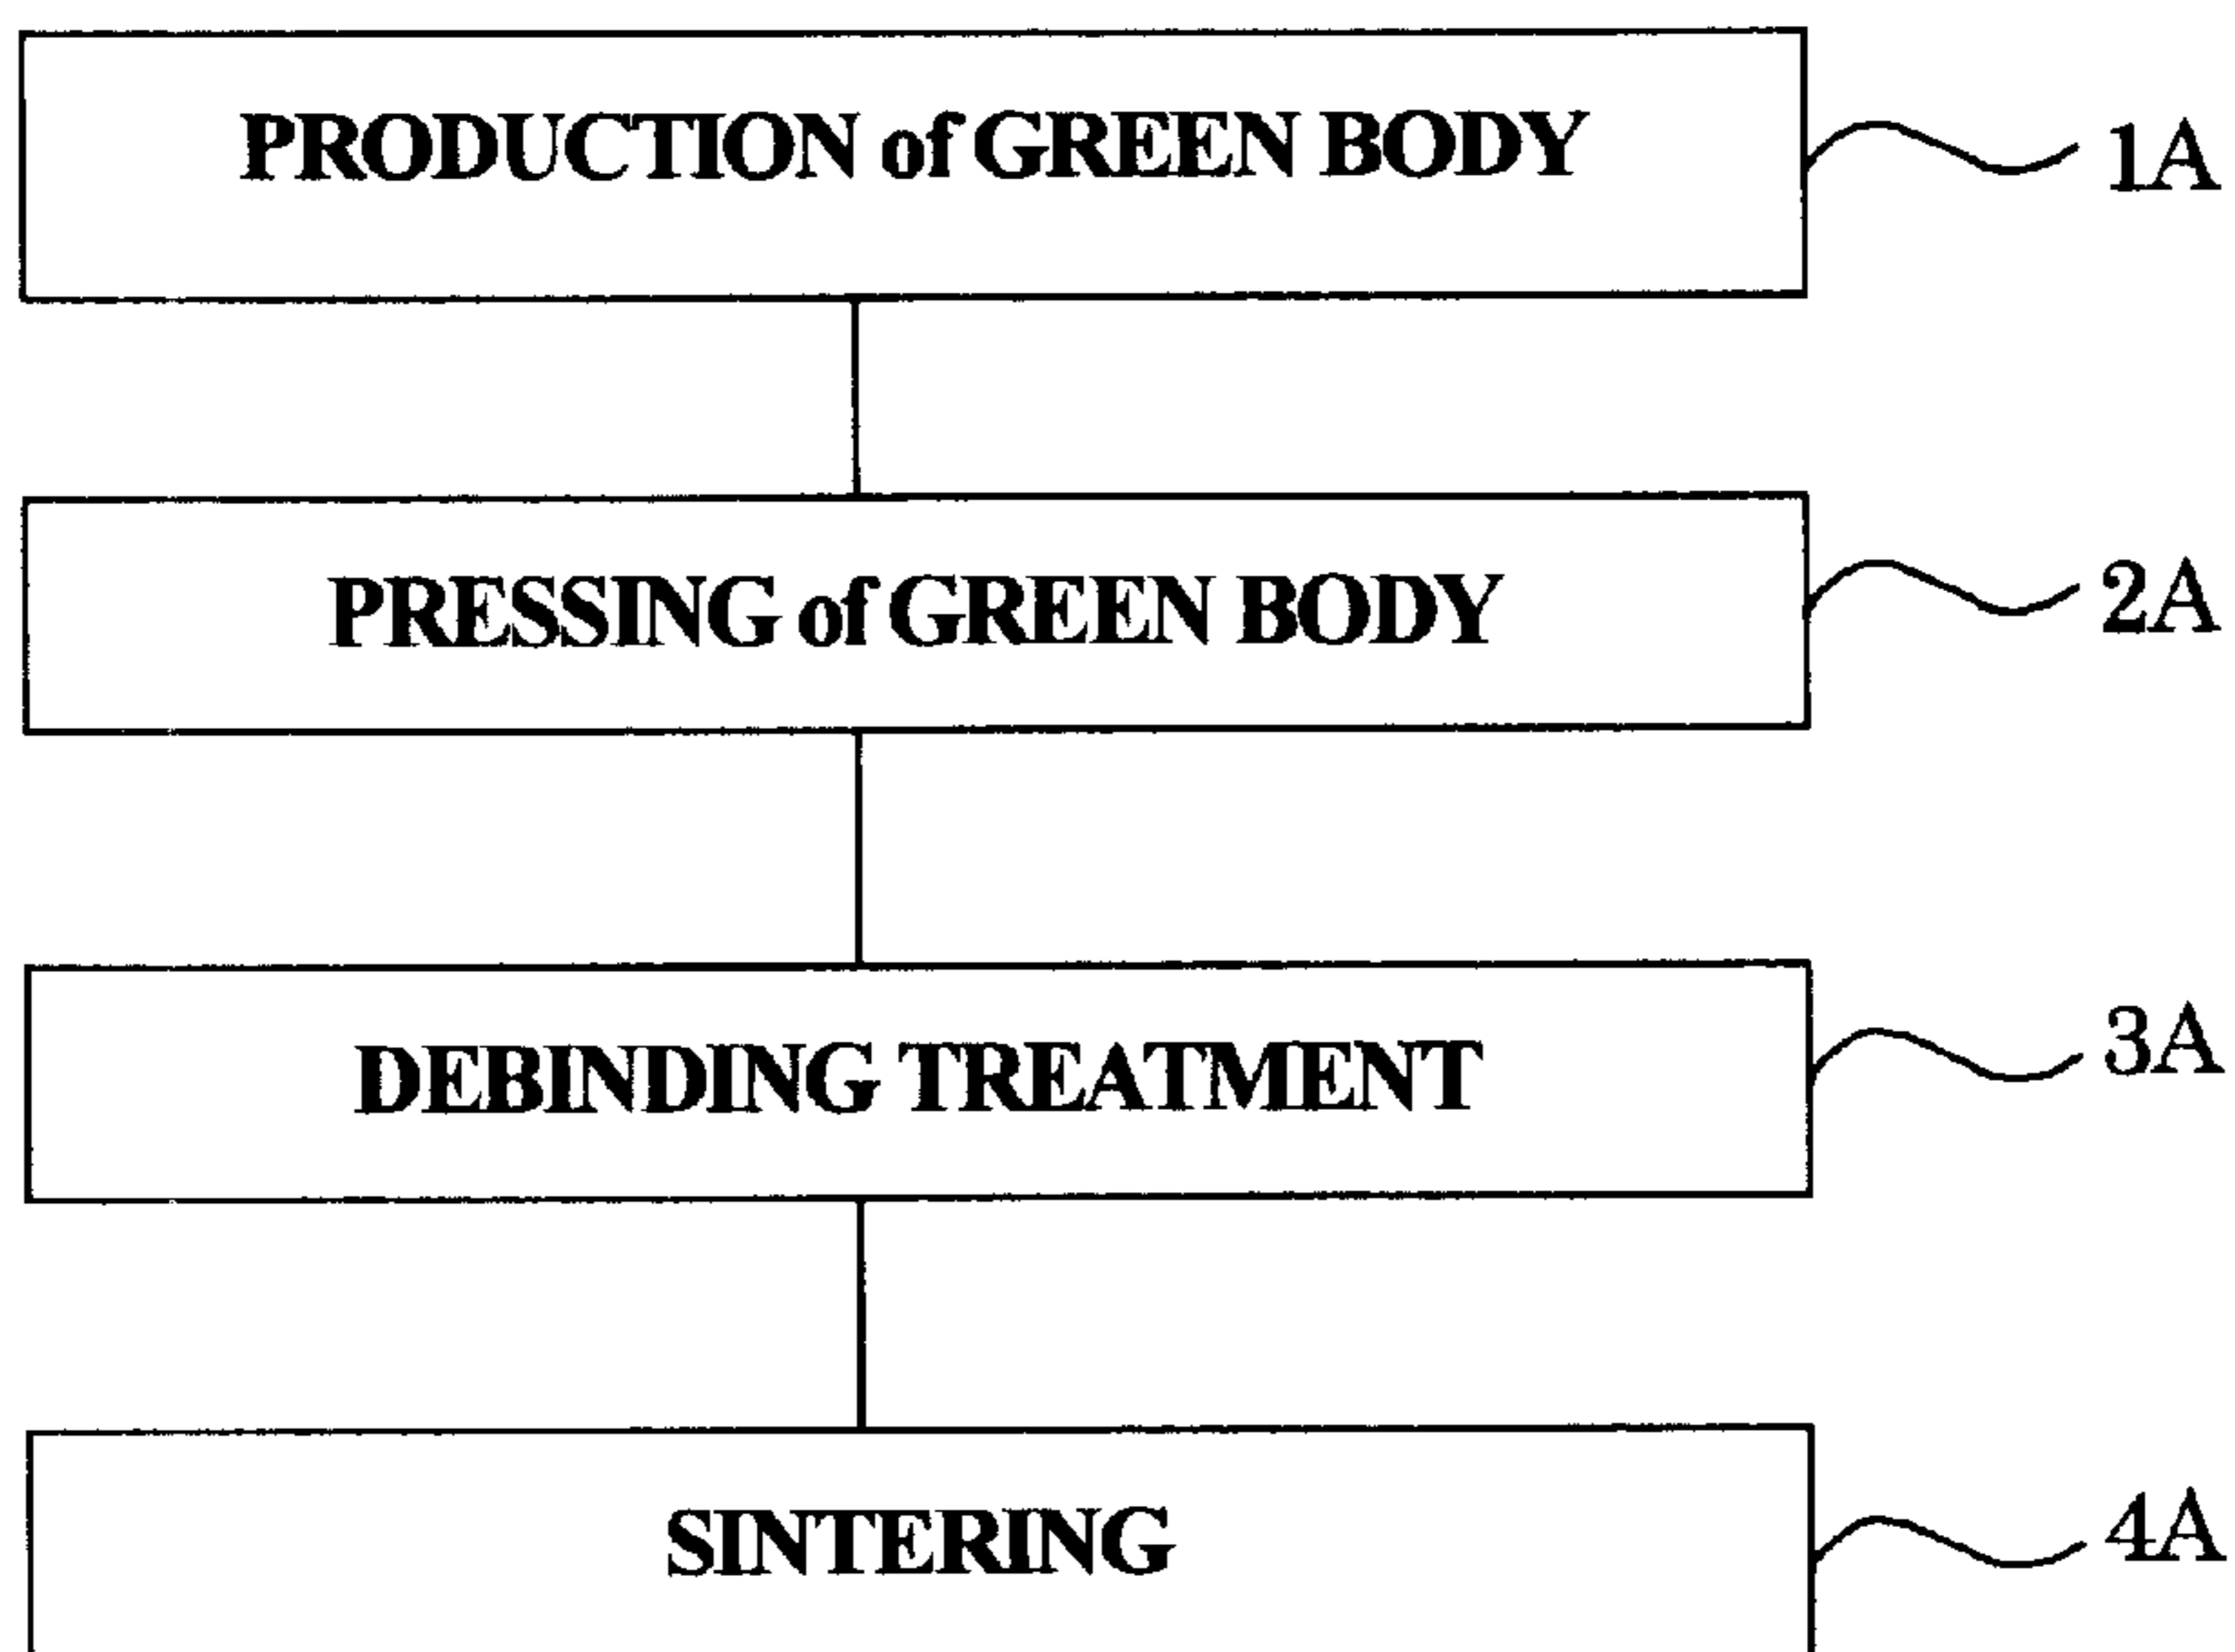 PRODUCTION of GREEN BODY
1A
PRESSING of GREEN BODY
2A
DEBINDING TREATMENT
3A
SINTERING
4A